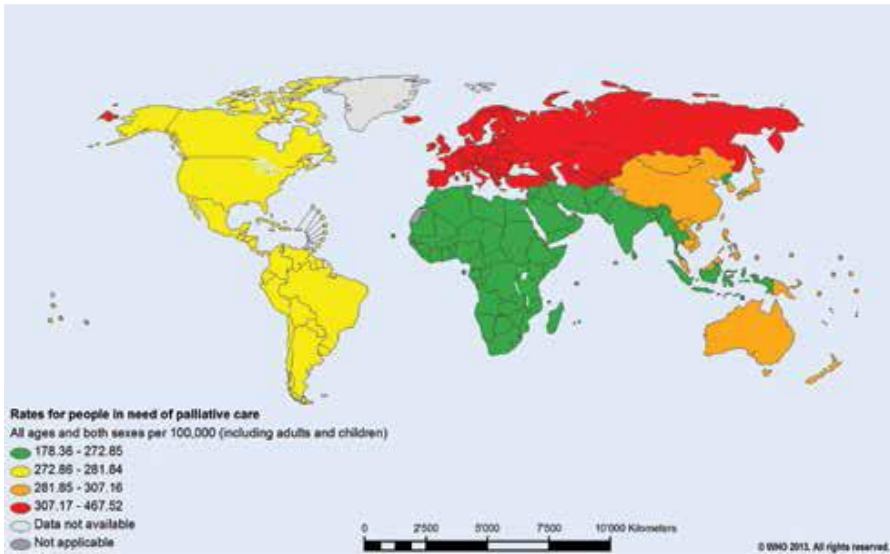 Rates for people in need of palliative care
All ages and both sexes per 100,000 (including adults and children)
178.36 - 272.85
272.86 - 281.84
281.85 - 307.16
307.17 - 467.52
Data not available
Not applicable
0 2'500 5'000 7'500 10'000 Kilometers
© WHO 2013. All rights reserved.